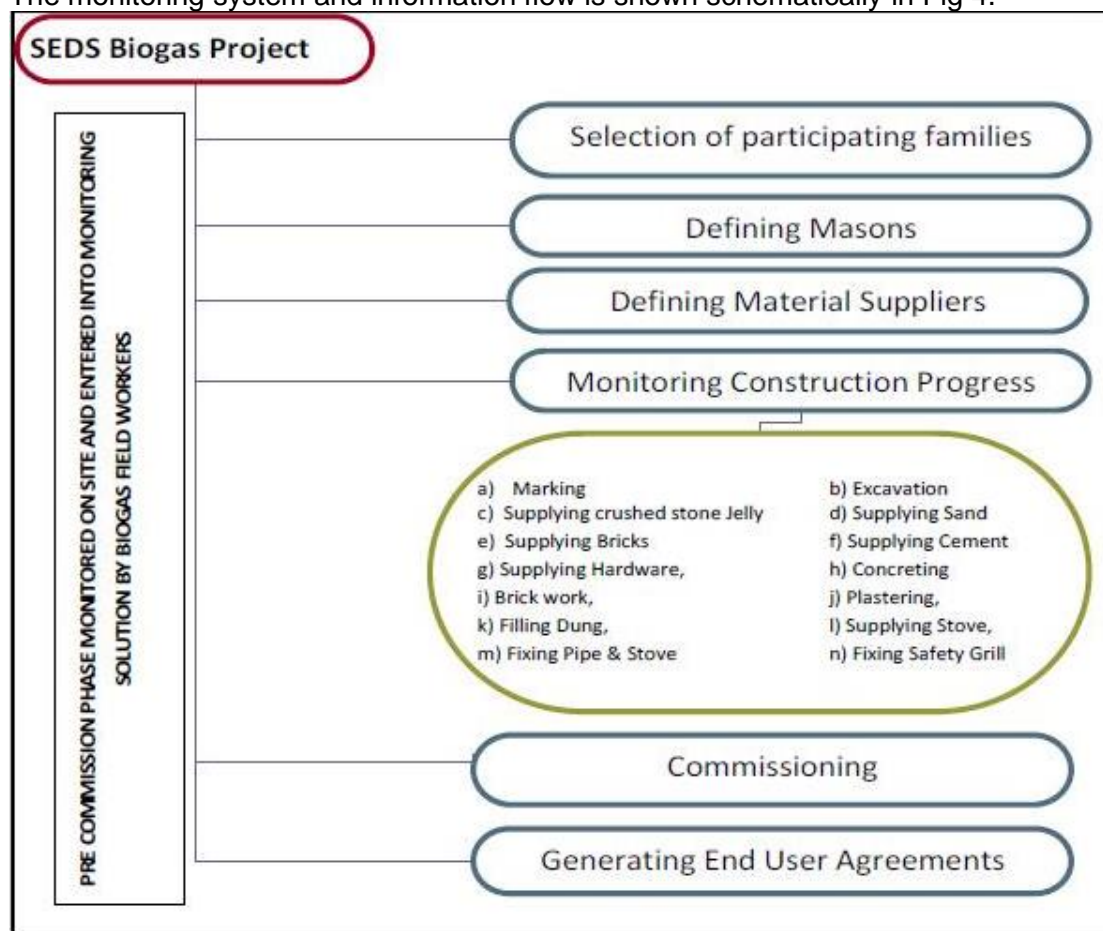 The monitoring system and information flow is shown schematically in Fig 4.
SEDS Biogas Project
PRE COMMISSION PHASE MONITORED ON SITE AND ENTERED INTO MONITORING
SOLUTION BY BIOGAS FIELD WORKERS
Selection of participating families
Defining Masons
Defining Material Suppliers
Monitoring Construction Progress
a) Marking
b) Excavation
c) Supplying crushed stone Jelly
d) Supplying Sand
e) Supplying Bricks
f) Supplying Cement
g) Supplying Hardware,
h) Concreting
i) Brick work,
j) Plastering,
k) Filling Dung,
l) Supplying Stove,
m) Fixing Pipe & Stove
n) Fixing Safety Grill
Commissioning
Generating End User Agreements